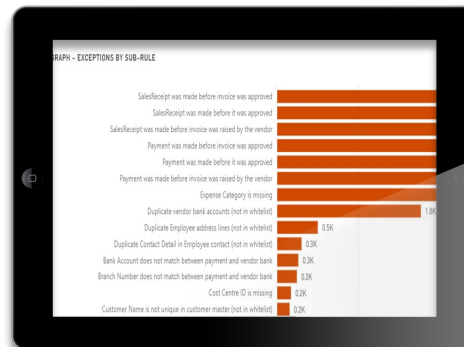 GRAPH - EXCEPTIONS BY SUB-RULE
SalesReceipt was made before invoice was approved
SalesReceipt was made before it was approved
SalesReceipt was made before invoice was raised by the vendor
Payment was made before invoice was approved
Payment was made before it was approved
Payment was made before invoice was raised by the vendor
Expense Category is missing
Duplicate vendor bank accounts (not in whitelist) 1.8K
Duplicate Employee address lines (not in whitelist) 0.5K
Duplicate Contact Detail in Employee contact (not in whitelist) 0.3K
Bank Account does not match between payment and vendor bank 0.3K
Branch Number does not match between payment and vendor bank 0.2K
Cost Centre ID is missing 0.2K
Customer Name is not unique in customer master (not in whitelist) 0.2K